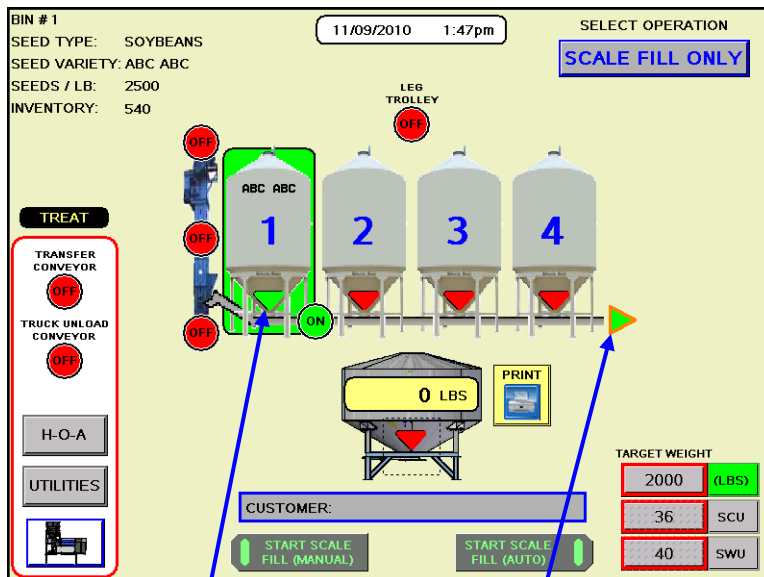 BIN # 1
SEED TYPE: SOYBEANS
SEED VARIETY: ABC ABC
SEEDS / LB: 2500
INVENTORY: 540
11/09/2010 1:47pm
SELECT OPERATION
SCALE FILL ONLY
LEG
TROLLEY
OFF
OFF
ABC ABC
1 2 3 4
OFF
OFF
ON
TREAT
TRANSFER
CONVEYOR
OFF
TRUCK UNLOAD
CONVEYOR
OFF
H-O-A
UTILITIES
0 LBS
PRINT
CUSTOMER:
START SCALE
FILL (MANUAL)
START SCALE
FILL (AUTO)
TARGET WEIGHT
2000 (LBS)
36 SCU
40 SWU